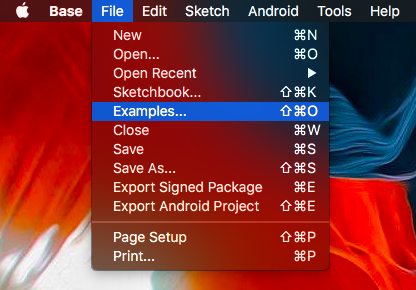 Base File Edit Sketch Android Tools Help
New ⌘N
Open... ⌘O
Open Recent ▶
Sketchbook... ⇧⌘K
Examples... ⇧⌘O
Close ⌘W
Save ⌘S
Save As... ⇧⌘S
Export Signed Package ⌘E
Export Android Project ⇧⌘E
Page Setup ⇧⌘P
Print... ⌘P